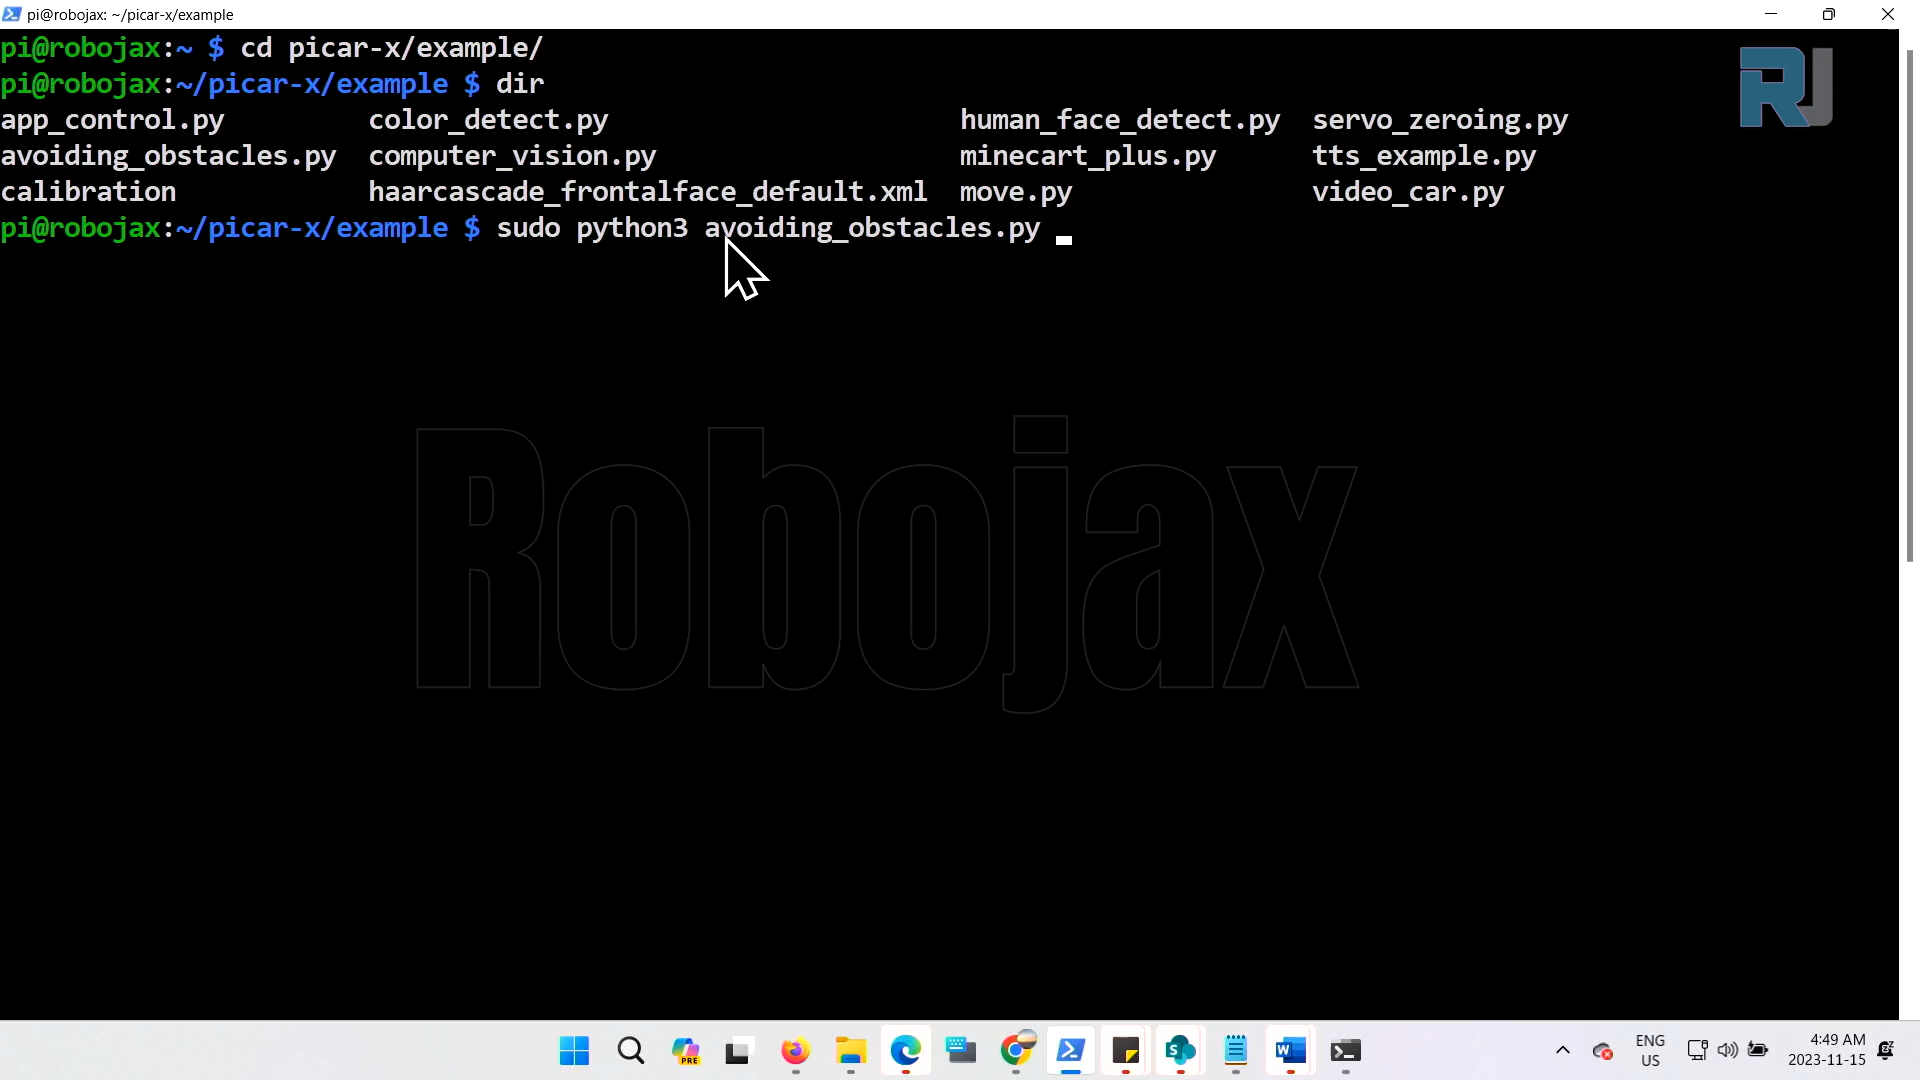 pi@robojax: ~/picar-x/example
pi@robojax:~ $ cd picar-x/example/
pi@robojax:~/picar-x/example $ dir
app_control.py color_detect.py human_face_detect.py servo_zeroing.py
avoiding_obstacles.py computer_vision.py minecart_plus.py tts_example.py
calibration haarcascade_frontalface_default.xml move.py video_car.py
pi@robojax:~/picar-x/example $ sudo python3 avoiding_obstacles.py
RJ
Robojax
PRE
ENG
US
4:49 AM
2023-11-15